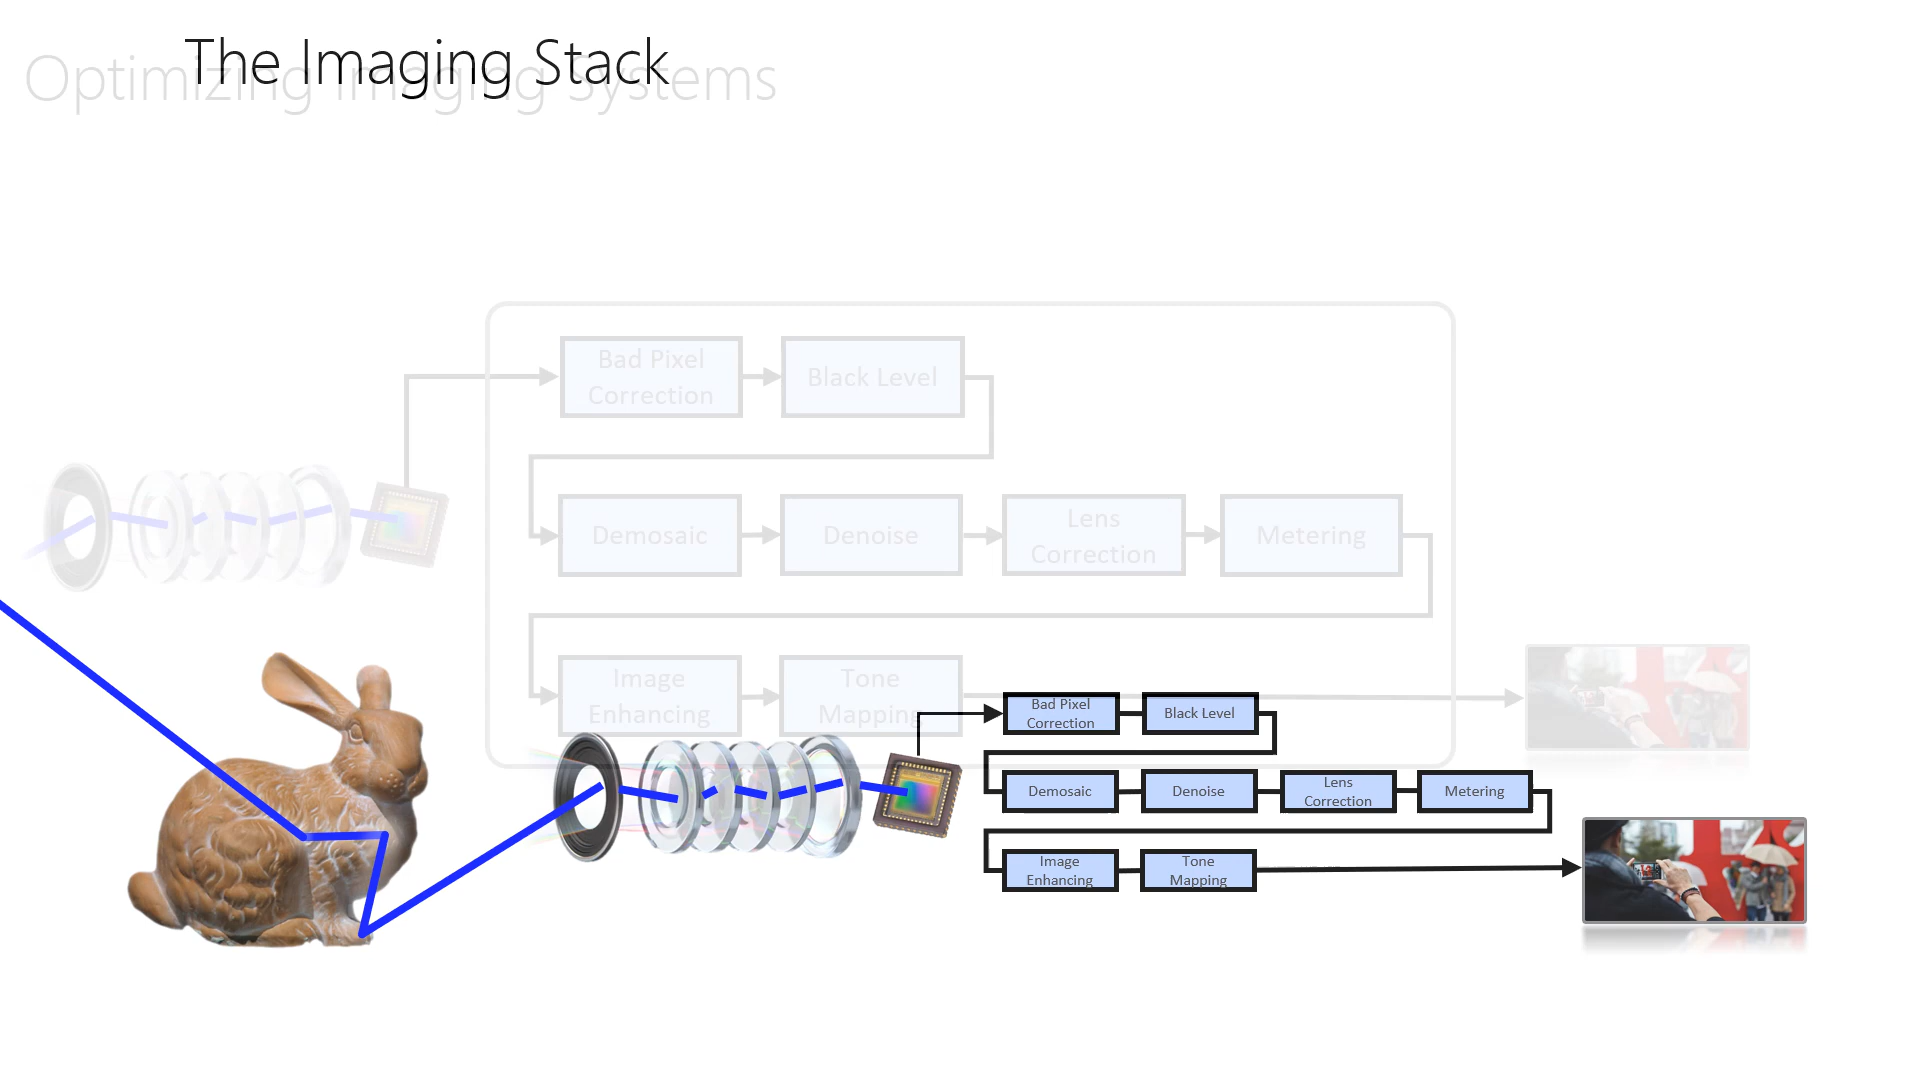 The Imaging Stack
Optimizing Imaging Systems
Bad Pixel
Correction
Black Level
Demosaic
Denoise
Lens
Correction
Metering
Image
Enhancing
Tone
Mapping
Bad Pixel
Correction
Black Level
Demosaic
Denoise
Lens
Correction
Metering
Image
Enhancing
Tone
Mapping